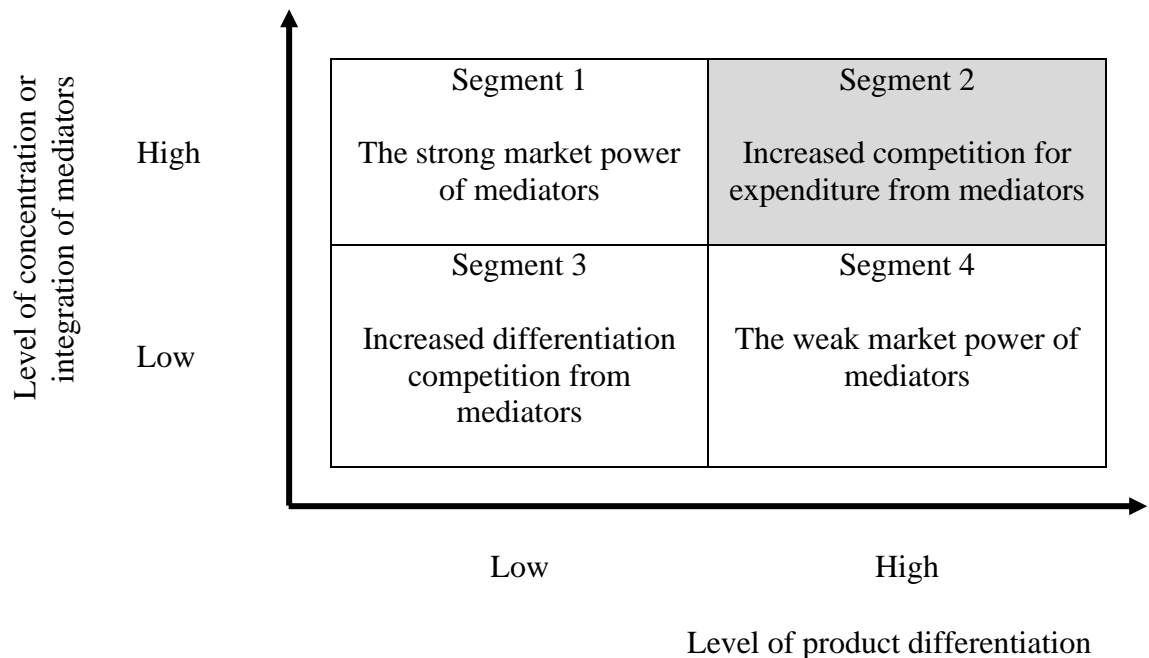 Level of concentration or
integration of mediators
High
Segment 1
The strong market power
of mediators
Segment 2
Increased competition for
expenditure from mediators
Low
Segment 3
Increased differentiation
competition from
mediators
Segment 4
The weak market power of
mediators
Low
High
Level of product differentiation